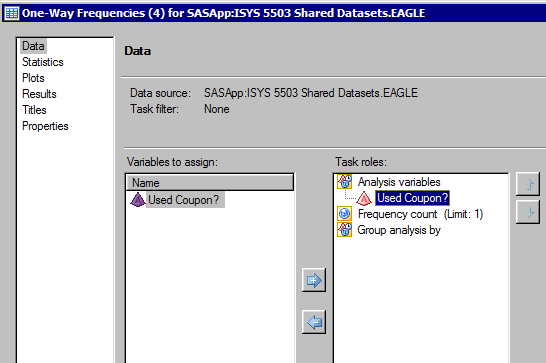 One-Way Frequencies (4) for SASApp:ISYS 5503 Shared Datasets.EAGLE
Data
Statistics
Plots
Results
Titles
Properties
Data
Data source: SASApp:ISYS 5503 Shared Datasets.EAGLE
Task filter: None
Variables to assign:
Name
Used Coupon?
Task roles:
Analysis variables
Used Coupon?
Frequency count (Limit: 1)
Group analysis by